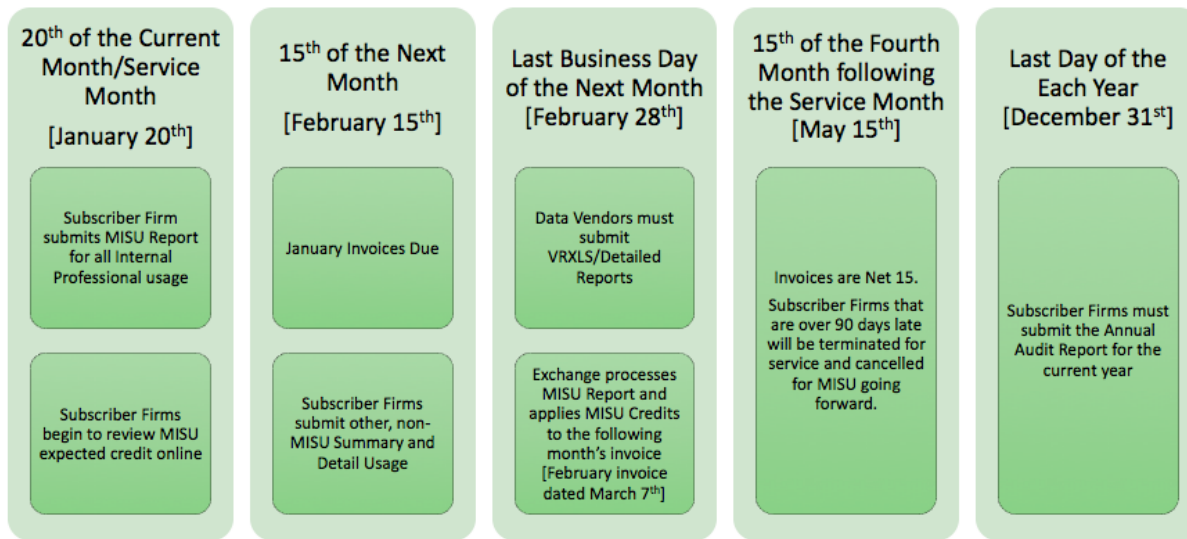 20th of the Current
Month/Service
Month
[January 20th]
Subscriber Firm
submits MISU Report
for all Internal
Professional usage
Subscriber Firms
begin to review MISU
expected credit online
15th of the Next
Month
[February 15th]
January Invoices Due
Subscriber Firms
submit other, non-
MISU Summary and
Detail Usage
Last Business Day
of the Next Month
[February 28th]
Data Vendors must
submit
VRXLS/Detailed
Reports
Exchange processes
MISU Report and
applies MISU Credits
to the following
month's invoice
[February invoice
dated March 7th]
15th of the Fourth
Month following
the Service Month
[May 15th]
Invoices are Net 15.
Subscriber Firms that
are over 90 days late
will be terminated for
service and cancelled
for MISU going
forward.
Last Day of the
Each Year
[December 31st]
Subscriber Firms must
submit the Annual
Audit Report for the
current year